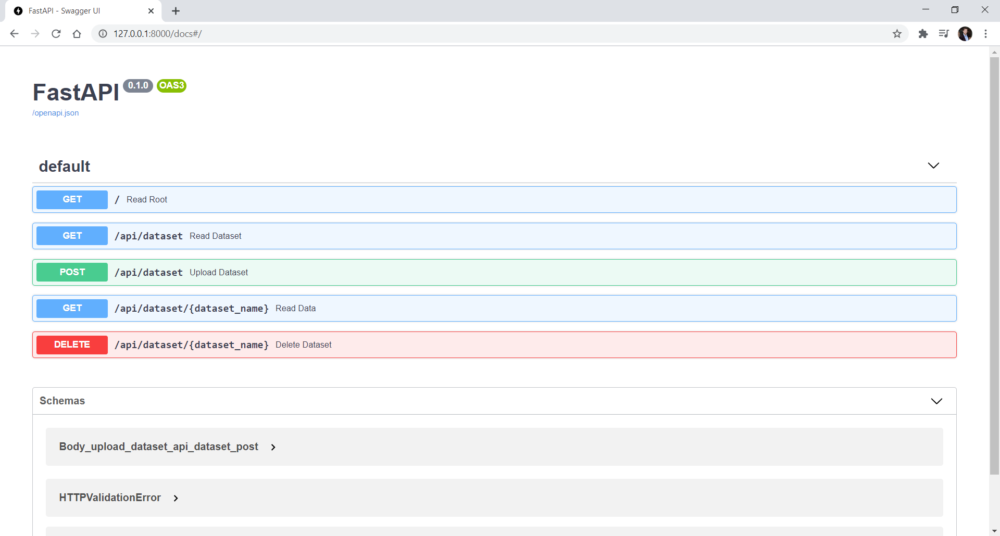 FastAPI - Swagger UI
127.0.0.1:8000/docs#/
FastAPI 0.1.0 OAS3
/openapi.json
default
GET / Read Root
GET /api/dataset Read Dataset
POST /api/dataset Upload Dataset
GET /api/dataset/{dataset_name} Read Data
DELETE /api/dataset/{dataset_name} Delete Dataset
Schemas
Body_upload_dataset_api_dataset_post
HTTPValidationError